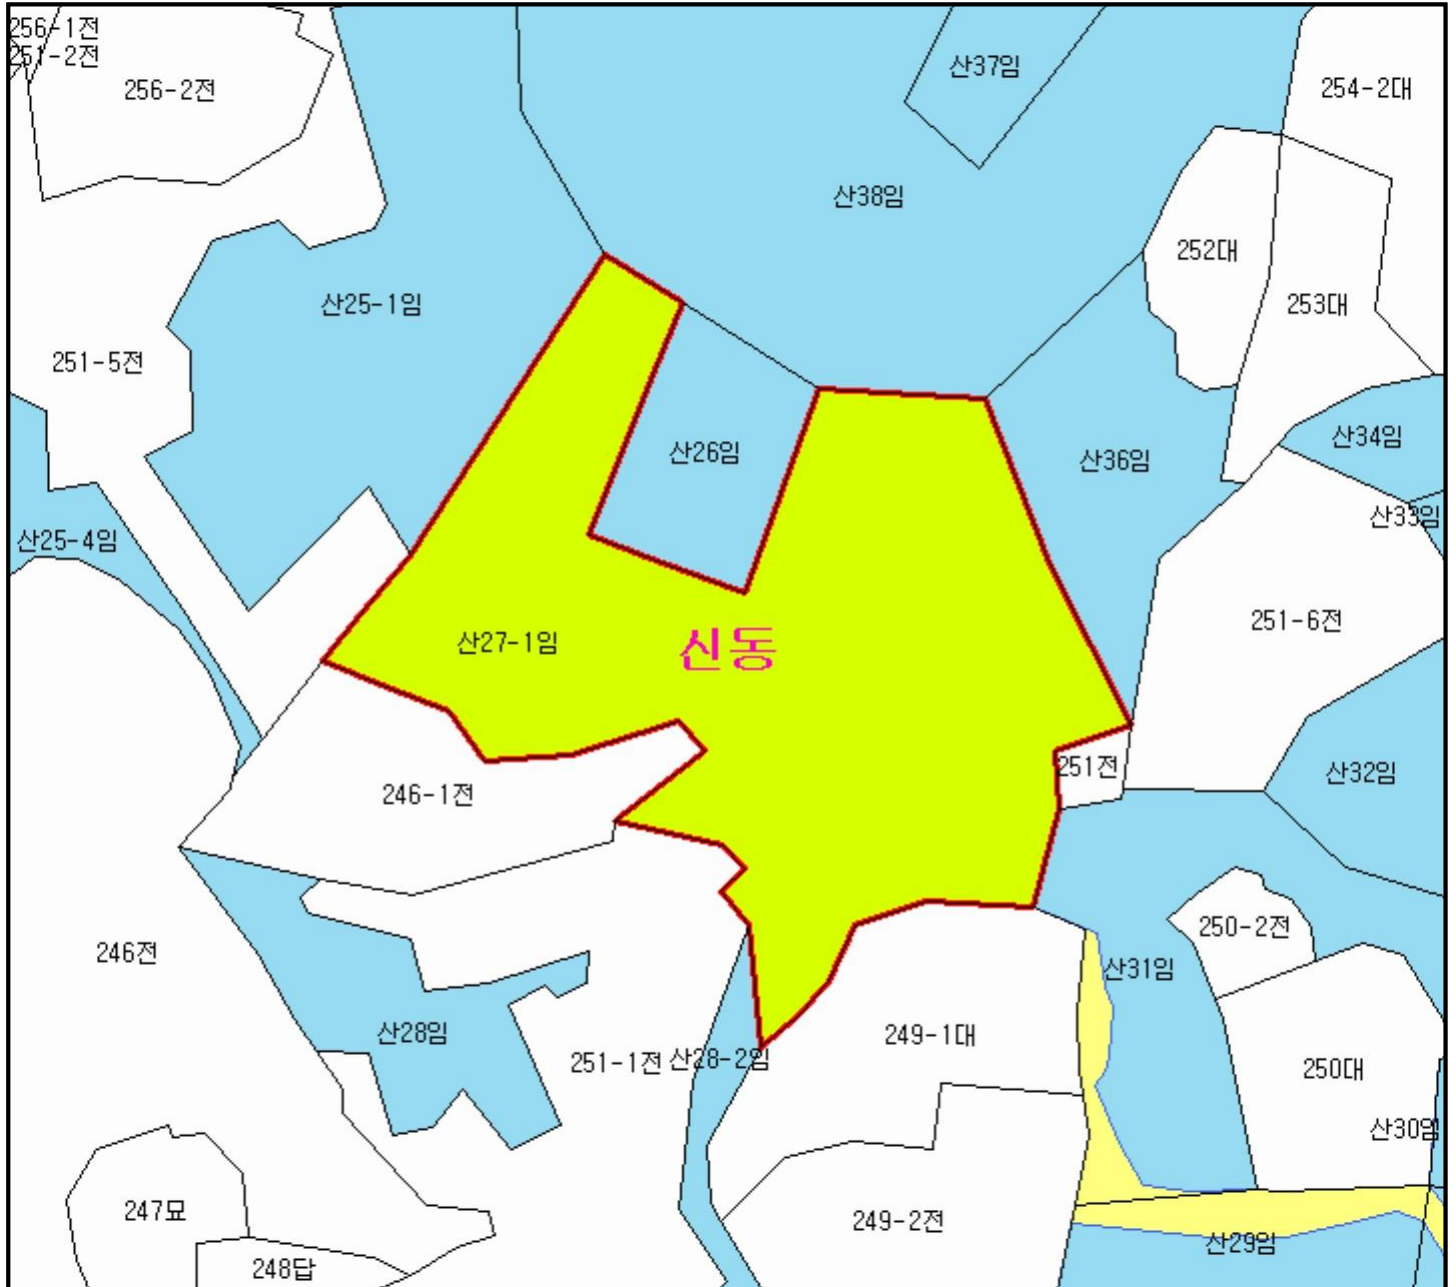 256-1전
251-2전
산37임
256-2전
254-2대
산38임
252대
산25-1임
253대
251-5전
산34임
산26임
산36임
산33임
산25-4임
251-6전
산27-1임
신동
251전
산32임
246-1전
250-2전
246전
산31임
산28임
249-1대
251-1전
산28-2임
250대
산30임
247묘
249-2전
산29임
248답